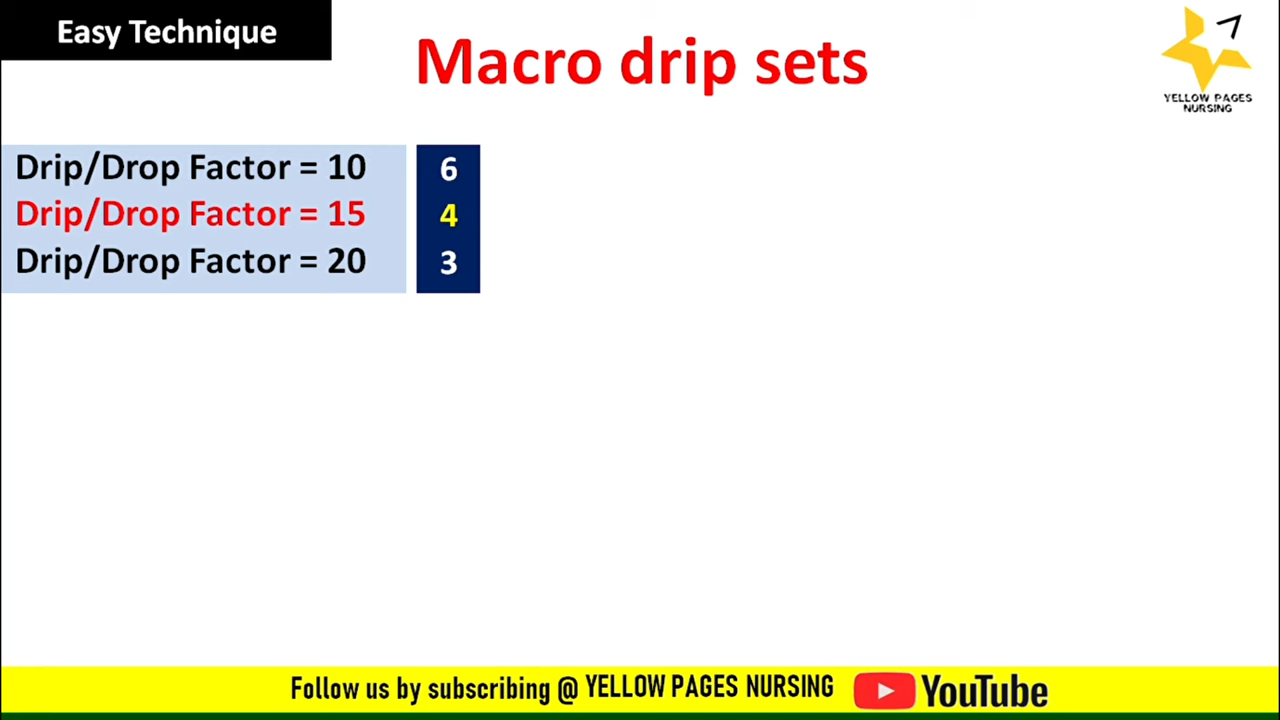 Easy Technique
Macro drip sets
YELLOW PAGES
NURSING
Drip/Drop Factor = 10 6
Drip/Drop Factor = 15 4
Drip/Drop Factor = 20 3
Follow us by subscribing @ YELLOW PAGES NURSING YouTube